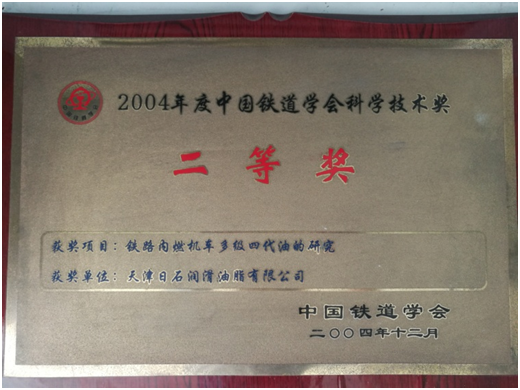 2004年度中国铁道学会科学技术奖
二等奖
获奖项目：铁路内燃机车多级四代油的研究
获奖单位：天津日石润滑油脂有限公司
中国铁道学会
二〇〇四年十二月